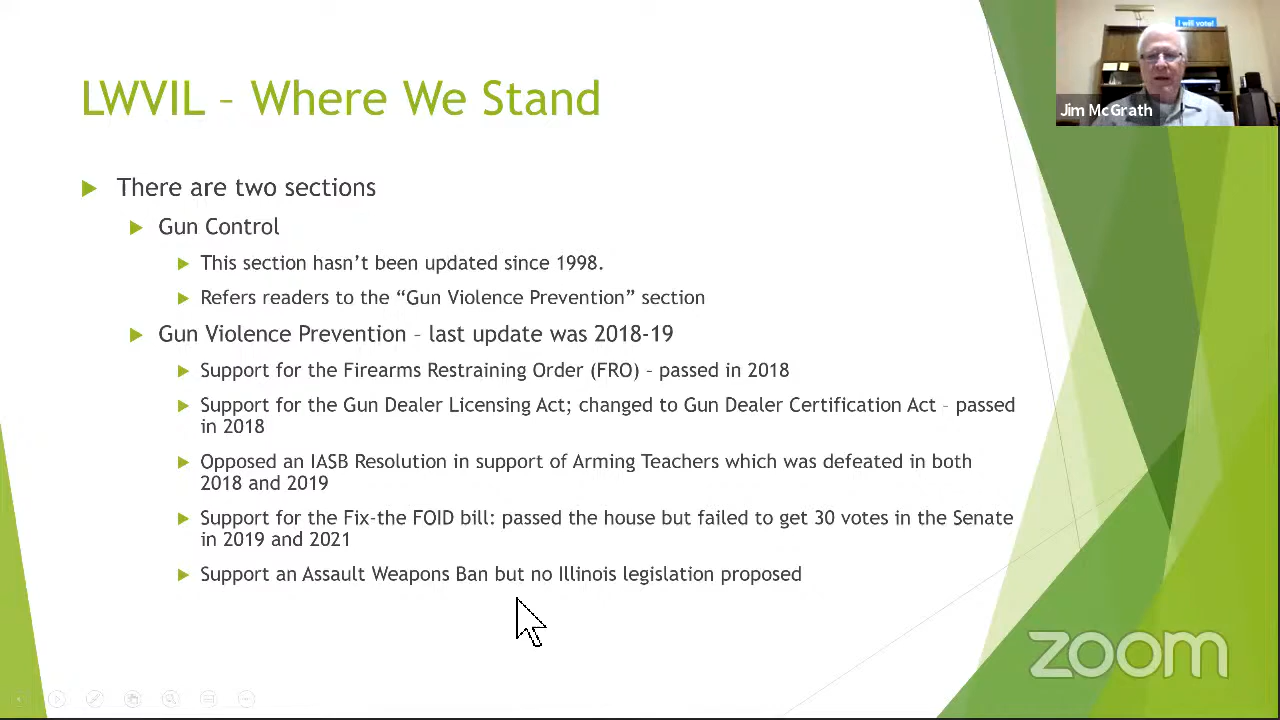 I will vote!
Jim McGrath
LWVIL – Where We Stand
There are two sections
Gun Control
This section hasn’t been updated since 1998.
Refers readers to the “Gun Violence Prevention” section
Gun Violence Prevention – last update was 2018-19
Support for the Firearms Restraining Order (FRO) – passed in 2018
Support for the Gun Dealer Licensing Act; changed to Gun Dealer Certification Act – passed
in 2018
Opposed an IASB Resolution in support of Arming Teachers which was defeated in both
2018 and 2019
Support for the Fix-the FOID bill: passed the house but failed to get 30 votes in the Senate
in 2019 and 2021
Support an Assault Weapons Ban but no Illinois legislation proposed
zoom